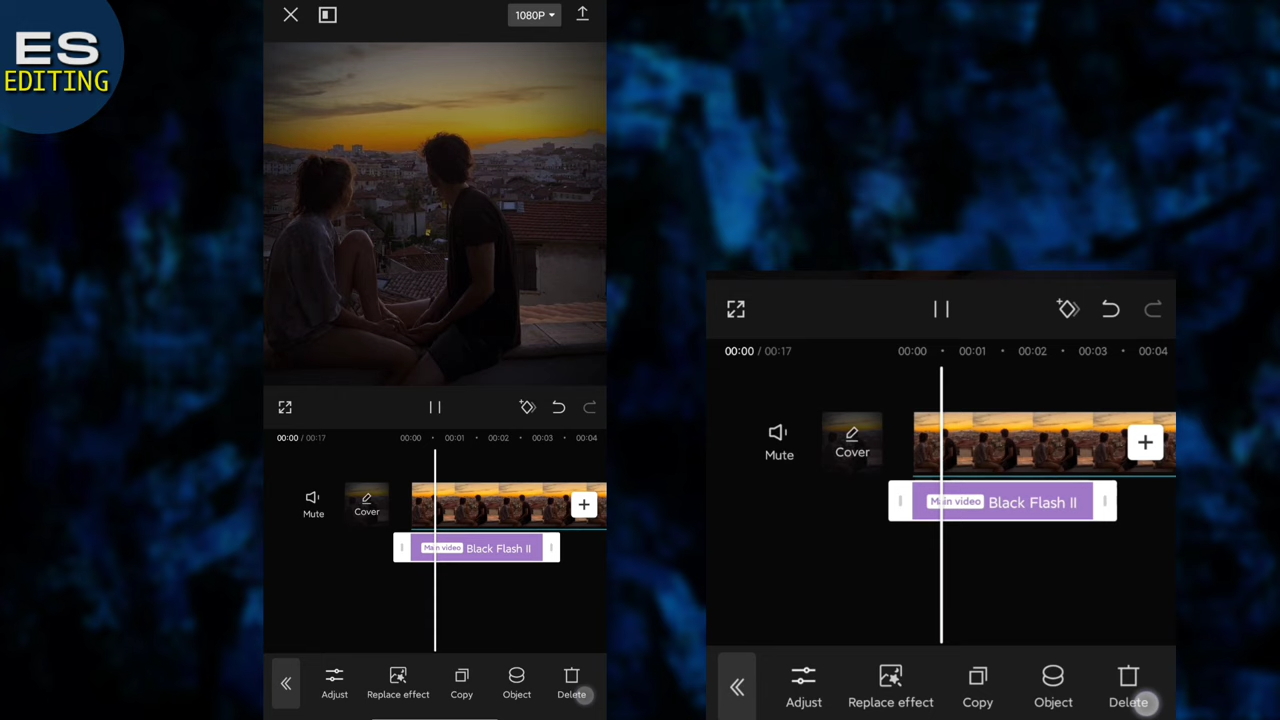 ES
EDITING
1080P
00:00 / 00:17
00:00
00:01
00:02
00:03
00:04
Mute
Cover
Main video
Black Flash II
Adjust
Replace effect
Copy
Object
Delete
00:00 / 00:17
00:00
00:01
00:02
00:03
00:04
Mute
Cover
Main video
Black Flash II
Adjust
Replace effect
Copy
Object
Delete